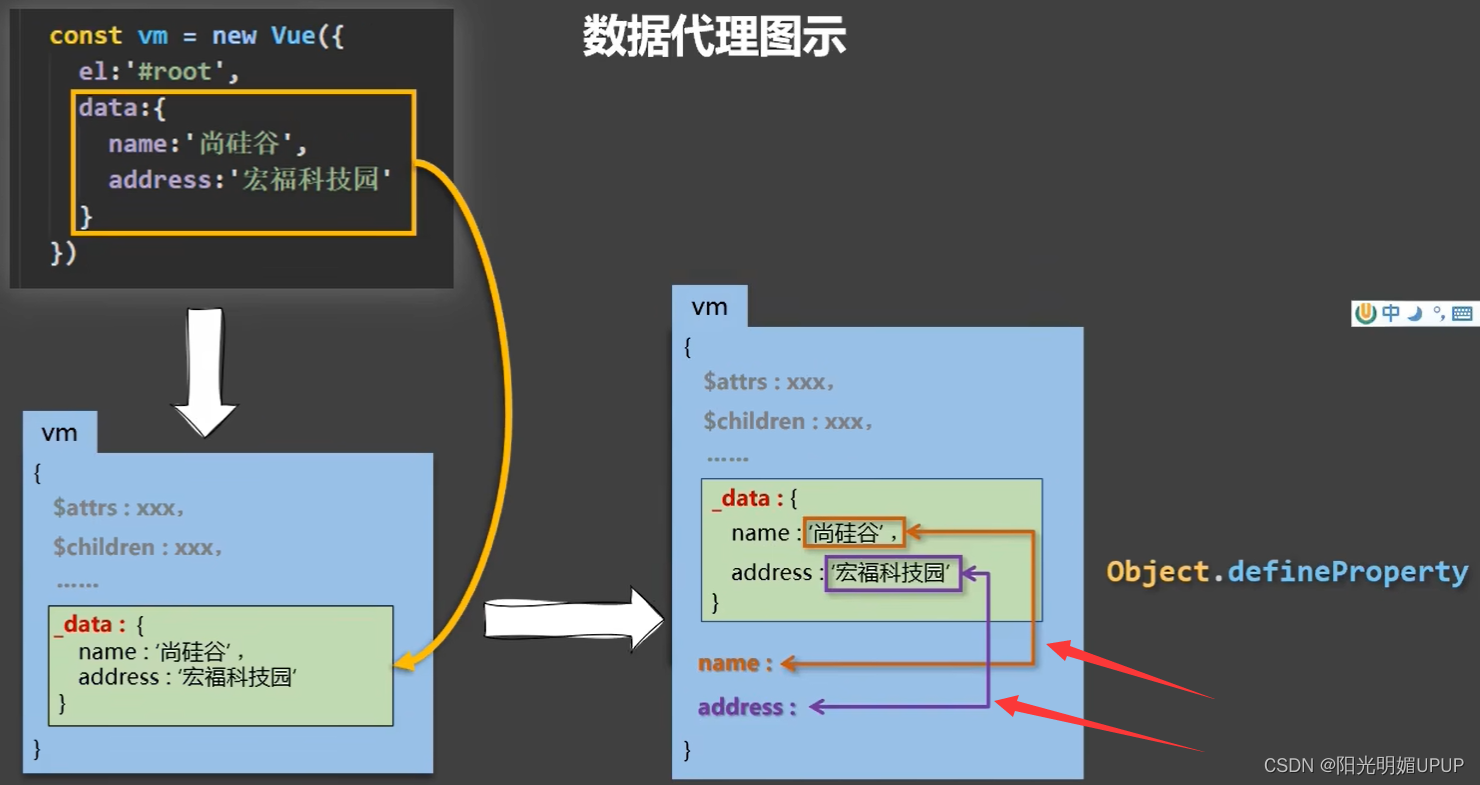 数据代理图示
const vm = new Vue({
el:'#root',
data:{
name:'尚硅谷',
address:'宏福科技园'
}
})
vm
{
$attrs : xxx,
$children : xxx,
……
_data : {
name : ‘尚硅谷’ ,
address : ‘宏福科技园’
}
}
vm
{
$attrs : xxx,
$children : xxx,
……
_data : {
name : ‘尚硅谷’ ,
address : ‘宏福科技园’
}
name :
address :
}
Object.defineProperty
中
CSDN @阳光明媚UPUP